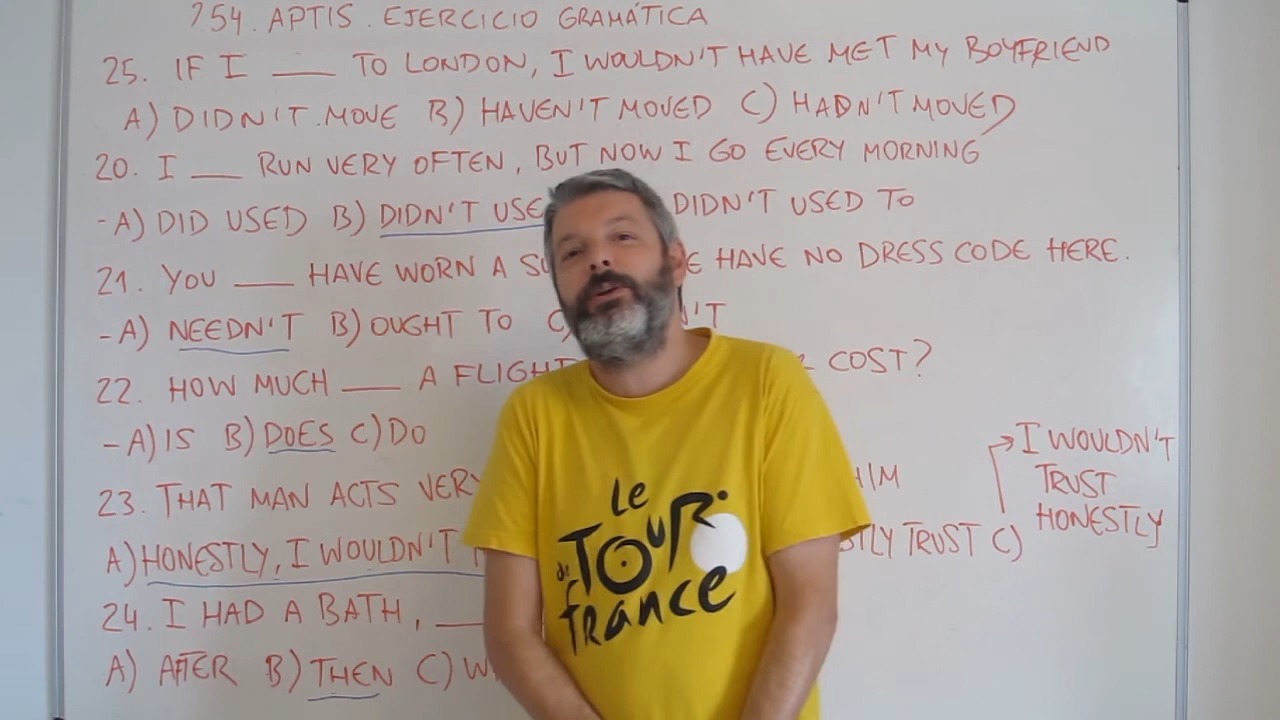 254. APTIS. EJERCICIO GRAMÁTICA
25. IF I ___ TO LONDON, I WOULDN'T HAVE MET MY BOYFRIEND
A) DIDN'T MOVE B) HAVEN'T MOVED C) HADN'T MOVED
20. I ___ RUN VERY OFTEN, BUT NOW I GO EVERY MORNING
-A) DID USED B) DIDN'T USE DIDN'T USED TO
21. YOU ___ HAVE WORN A HAVE NO DRESS CODE HERE.
-A) NEEDN'T B) OUGHT TO
22. HOW MUCH ___ A FLIGHT COST?
-A) IS B) DOES C) DO
23. THAT MAN ACTS VERY HIM
A) HONESTLY, I WOULDN'T TRUST C) I WOULDN'T
TRUST
HONESTLY
24. I HAD A BATH, ___
A) AFTER B) THEN C)
Le
TOUR
de
france